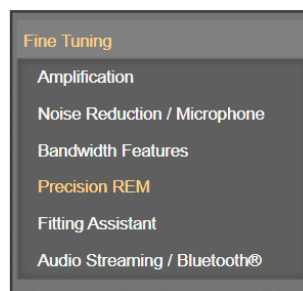 Fine Tuning
Amplification
Noise Reduction / Microphone
Bandwidth Features
Precision REM
Fitting Assistant
Audio Streaming / Bluetooth®